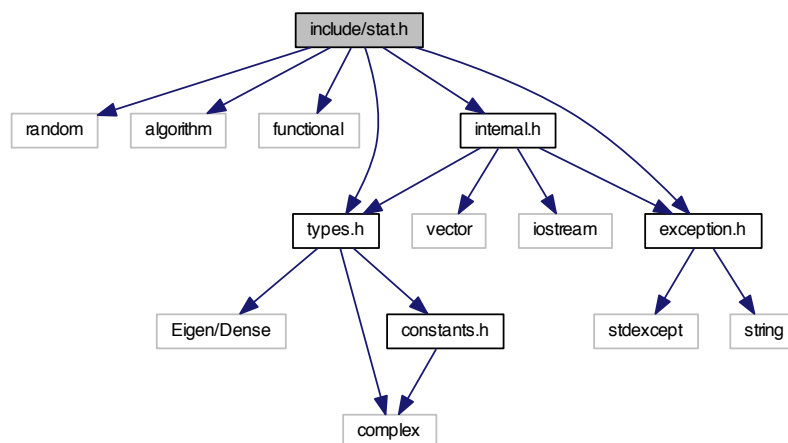 include/stat.h
random
algorithm
functional
internal.h
types.h
vector
iostream
exception.h
Eigen/Dense
constants.h
stdexcept
string
complex